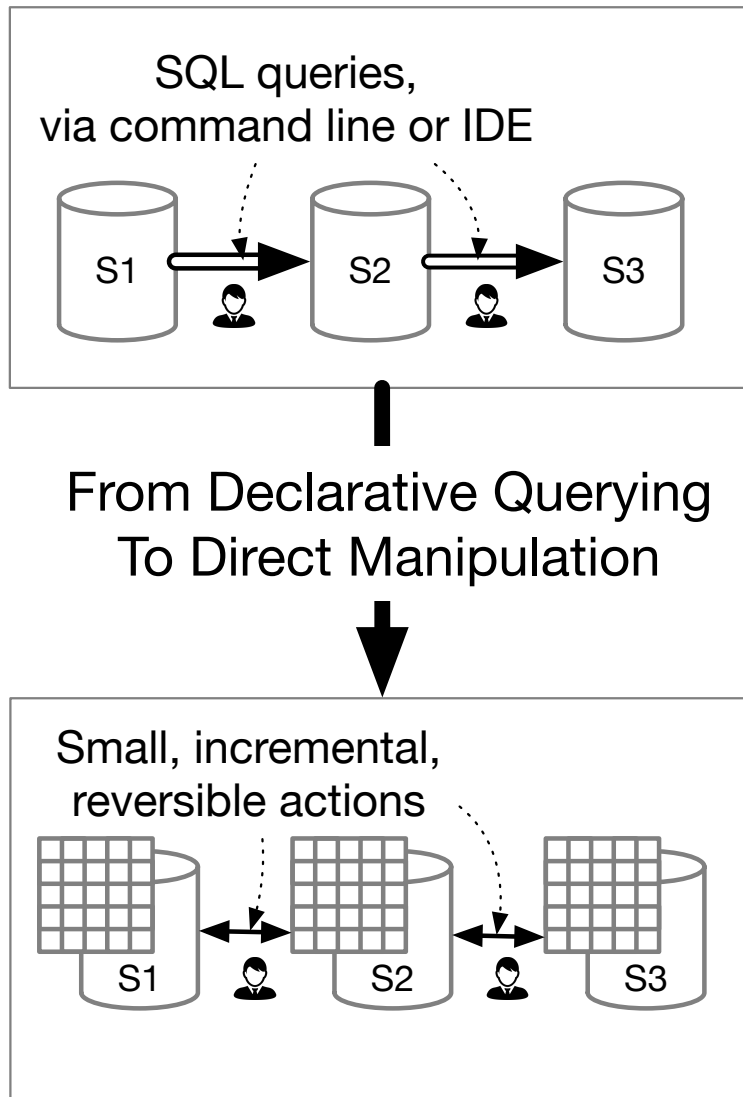 SQL queries,
via command line or IDE
S1
S2
S3
From Declarative Querying
To Direct Manipulation
Small, incremental,
reversible actions
S1
S2
S3